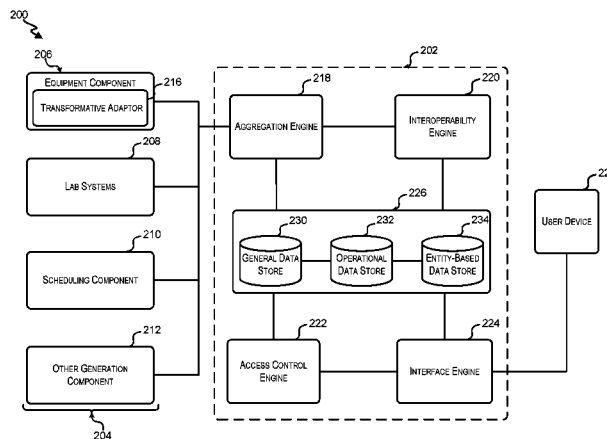 200
206
EQUIPMENT COMPONENT
216
TRANSFORMATIVE ADAPTOR
208
LAB SYSTEMS
210
SCHEDULING COMPONENT
212
OTHER GENERATION
COMPONENT
204
202
218
AGGREGATION ENGINE
220
INTEROPERABILITY
ENGINE
226
230
GENERAL DATA
STORE
232
OPERATIONAL DATA
STORE
234
ENTITY-BASED
DATA STORE
222
ACCESS CONTROL
ENGINE
224
INTERFACE ENGINE
22
USER DEVICE